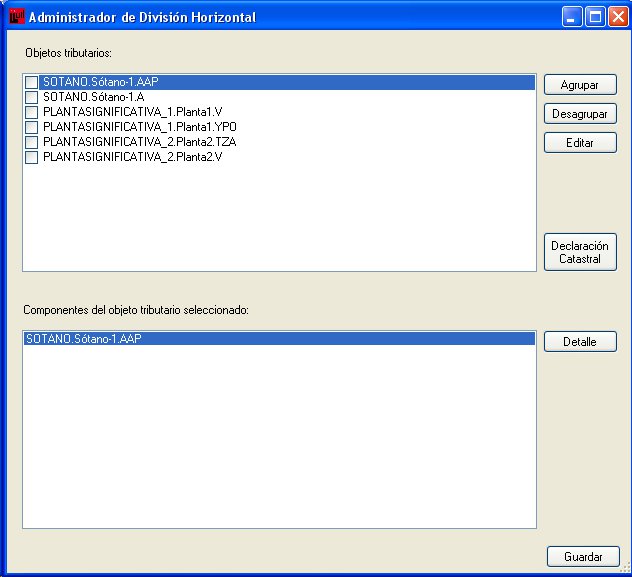 Administrador de División Horizontal
Objetos tributarios:
SOTANO.Sótano-1.AAP
SOTANO.Sótano-1.A
PLANTASIGNIFICATIVA_1.Planta1.V
PLANTASIGNIFICATIVA_1.Planta1.YPO
PLANTASIGNIFICATIVA_2.Planta2.TZA
PLANTASIGNIFICATIVA_2.Planta2.V
Agrupar
Desagrupar
Editar
Declaración
Catastral
Componentes del objeto tributario seleccionado:
SOTANO.Sótano-1.AAP
Detalle
Guardar